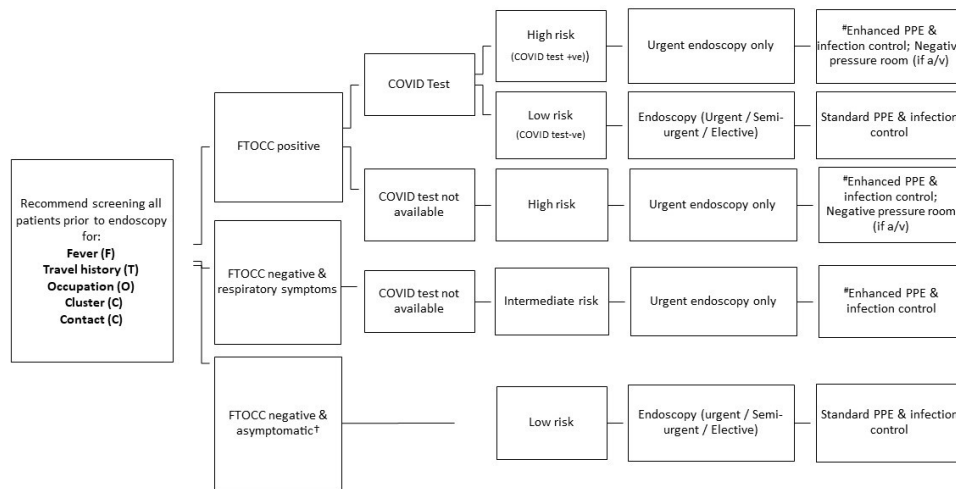 Recommend screening all
patients prior to endoscopy
for:
Fever (F)
Travel history (T)
Occupation (O)
Cluster (C)
Contact (C)
FTOCC positive
COVID Test
High risk
(COVID test +ve))
Urgent endoscopy only
#Enhanced PPE &
infection control; Negative
pressure room (if a/v)
Low risk
(COVID test-ve)
Endoscopy (Urgent / Semi-
urgent / Elective)
Standard PPE & infection
control
COVID test not
available
High risk
Urgent endoscopy only
#Enhanced PPE &
infection control;
Negative pressure room
(if a/v)
FTOCC negative &
respiratory symptoms
COVID test not
available
Intermediate risk
Urgent endoscopy only
#Enhanced PPE &
infection control
FTOCC negative &
asymptomatic†
Low risk
Endoscopy (urgent / Semi-
urgent / Elective)
Standard PPE & infection
control